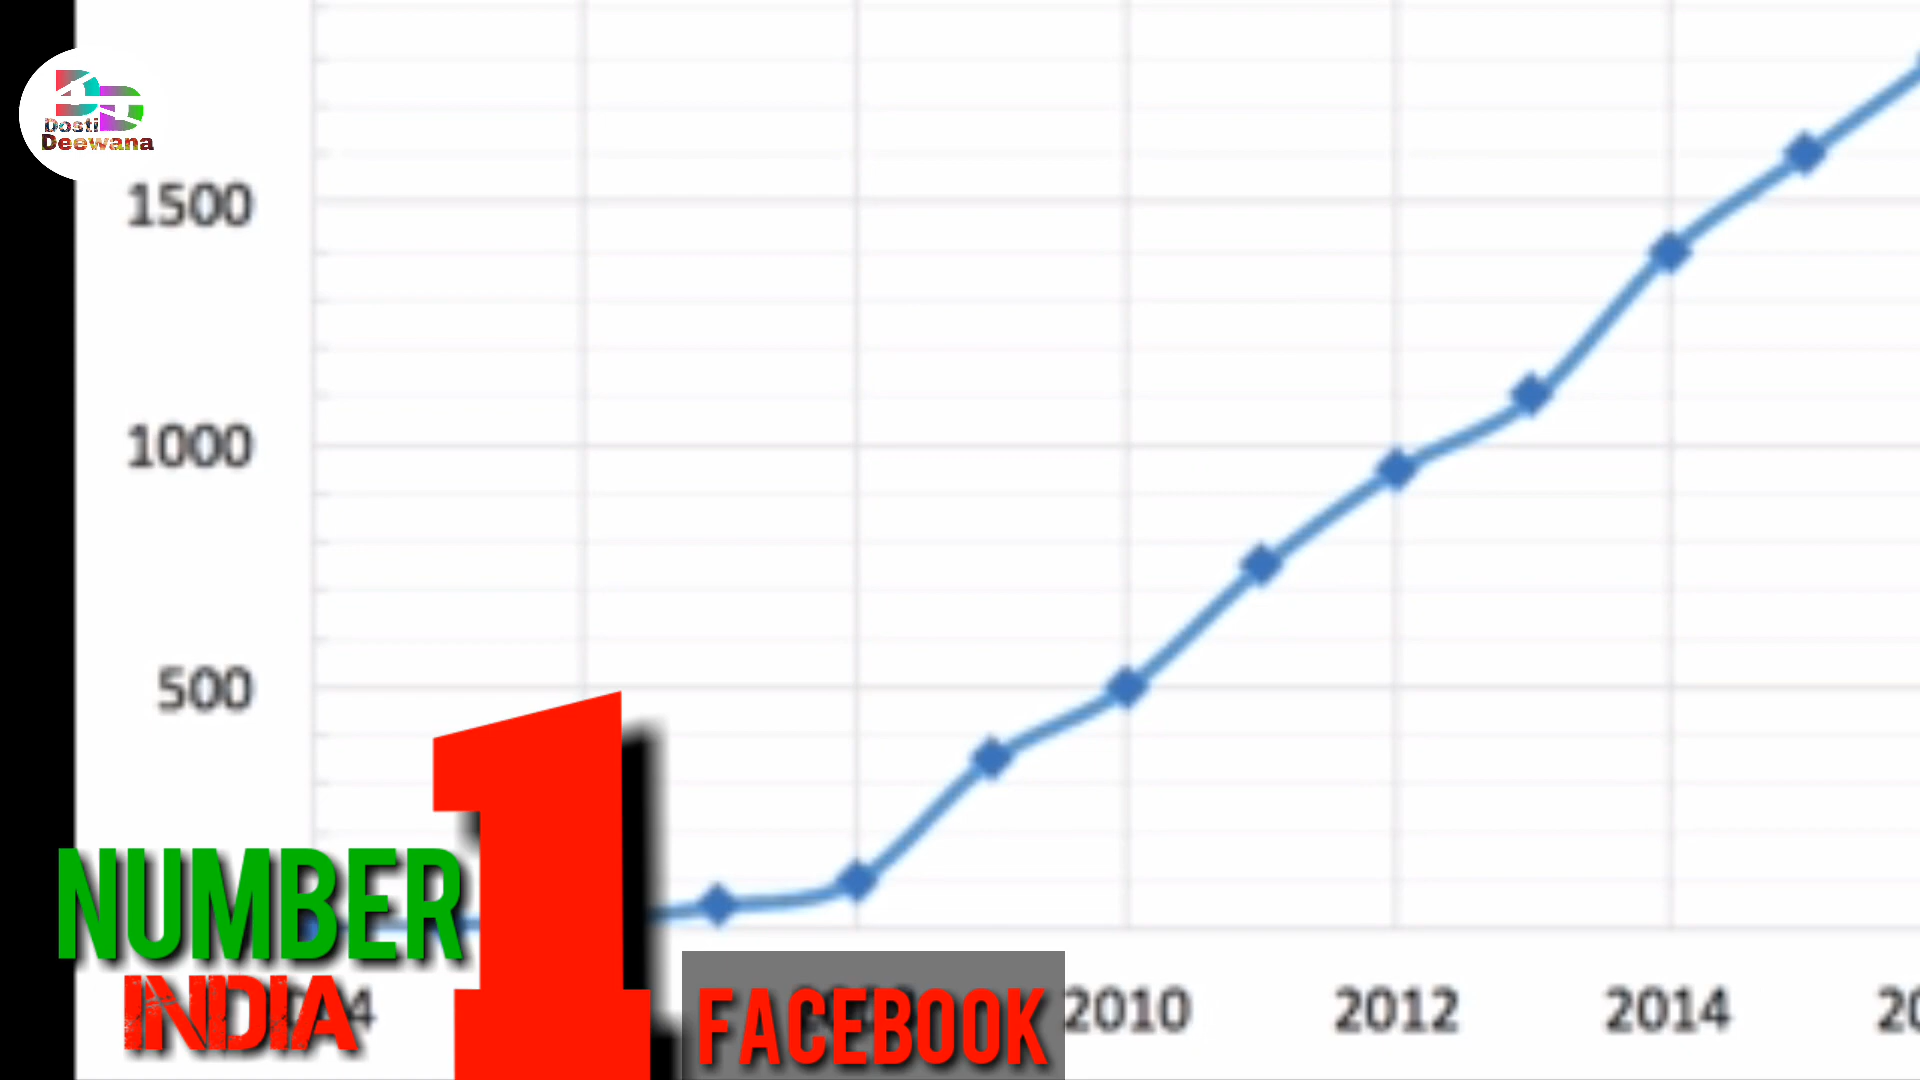 Dosti
Deewana
1500
1000
500
NUMBER 1
INDIA
FACEBOOK
2010
2012
2014